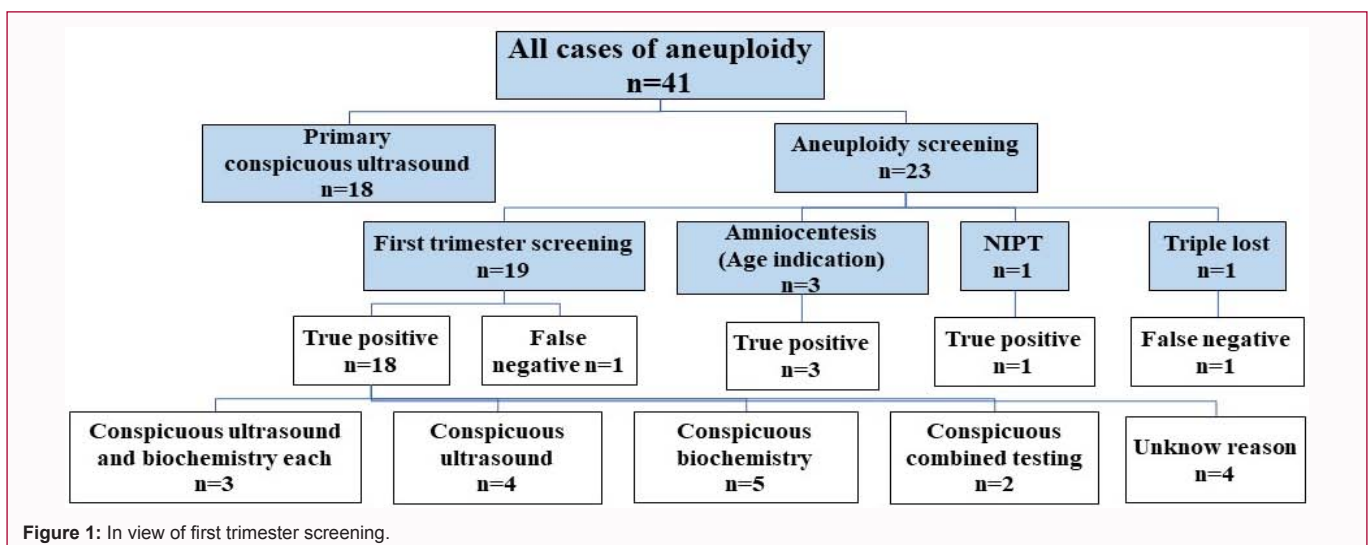 All cases of aneuploidy
n=41
Primary
conspicuous ultrasound
n=18
Aneuploidy screening
n=23
First trimester screening
n=19
Amniocentesis
(Age indication)
n=3
NIPT
n=1
Triple lost
n=1
True positive
n=18
False
negative n=1
True positive
n=3
True positive
n=1
False negative
n=1
Conspicuous ultrasound
and biochemistry each
n=3
Conspicuous
ultrasound
n=4
Conspicuous
biochemistry
n=5
Conspicuous
combined testing
n=2
Unknow reason
n=4
Figure 1: In view of first trimester screening.